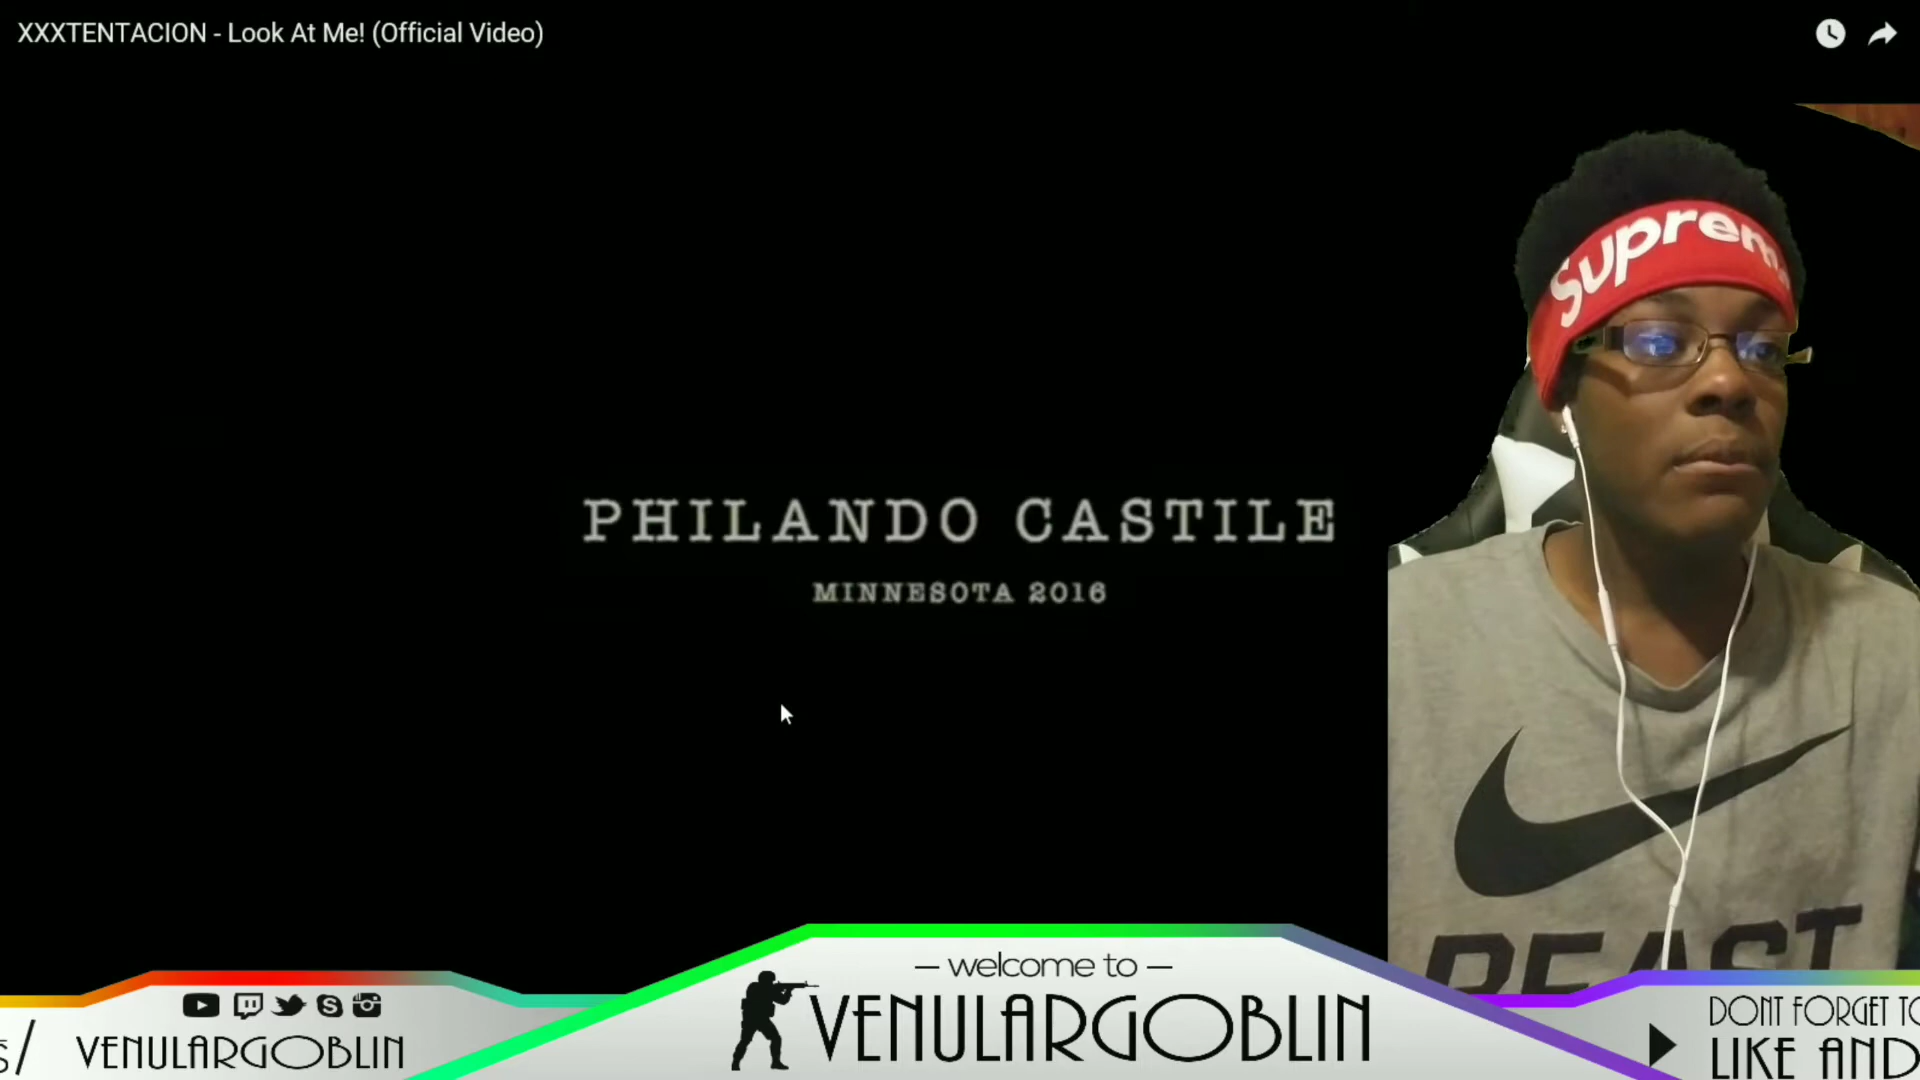 XXXTENTACION - Look At Me! (Official Video)
Supreme
PHILANDO CASTILE
MINNESOTA 2016
BEAST
— welcome to —
VENULARGOBLIN
S/ VENULARGOBLIN
DONT FORGET TO
LIKE AND